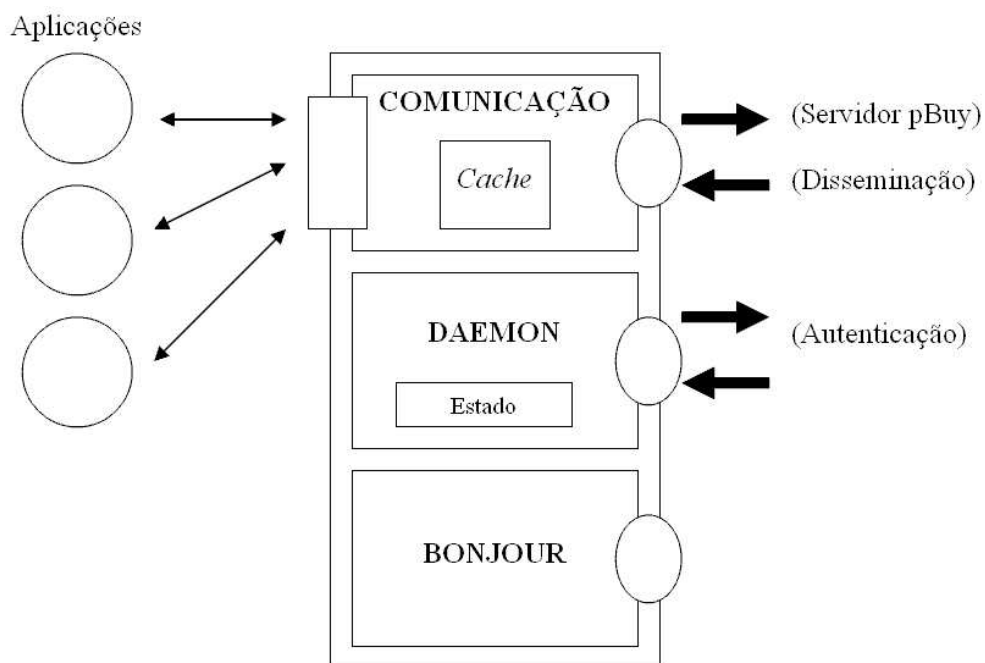 Aplicações
COMUNICAÇÃO
Cache
(Servidor pBuy)
(Disseminação)
DAEMON
Estado
(Autenticação)
BONJOUR